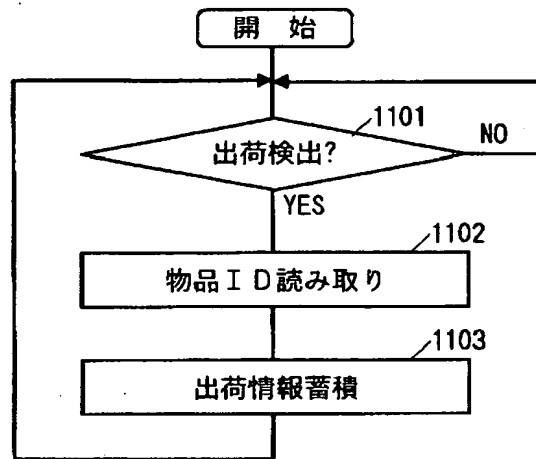 開 始
1101
出荷検出?
NO
YES
1102
物品ID読み取り
1103
出荷情報蓄積